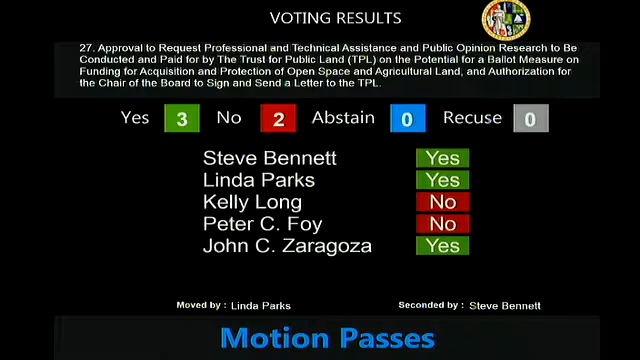 VOTING RESULTS
27. Approval to Request Professional and Technical Assistance and Public Opinion Research to Be
Conducted and Paid for by The Trust for Public Land (TPL) on the Potential for a Ballot Measure on
Funding for Acquisition and Protection of Open Space and Agricultural Land, and Authorization for
the Chair of the Board to Sign and Send a Letter to the TPL.
Yes 3 No 2 Abstain 0 Recuse 0
Steve Bennett Yes
Linda Parks Yes
Kelly Long No
Peter C. Foy No
John C. Zaragoza Yes
Moved by : Linda Parks Seconded by : Steve Bennett
Motion Passes